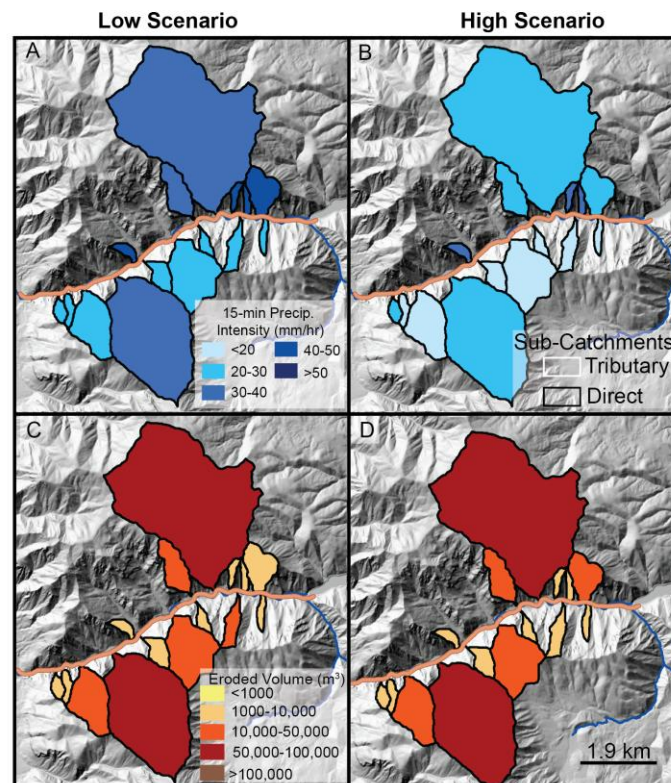 Low Scenario
High Scenario
A
B
15-min Precip.
Intensity (mm/hr)
<20
40-50
20-30
>50
30-40
Sub-Catchments
Tributary
Direct
C
D
Eroded Volume (m³)
<1000
1000-10,000
10,000-50,000
50,000-100,000
>100,000
1.9 km